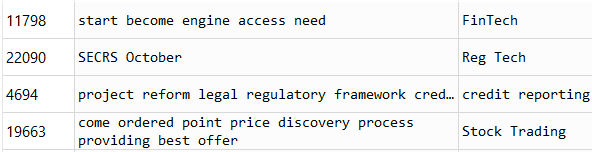 11798 start become engine access need FinTech
22090 SECRS October Reg Tech
4694 project reform legal regulatory framework cred… credit reporting
19663 come ordered point price discovery process Stock Trading
providing best offer